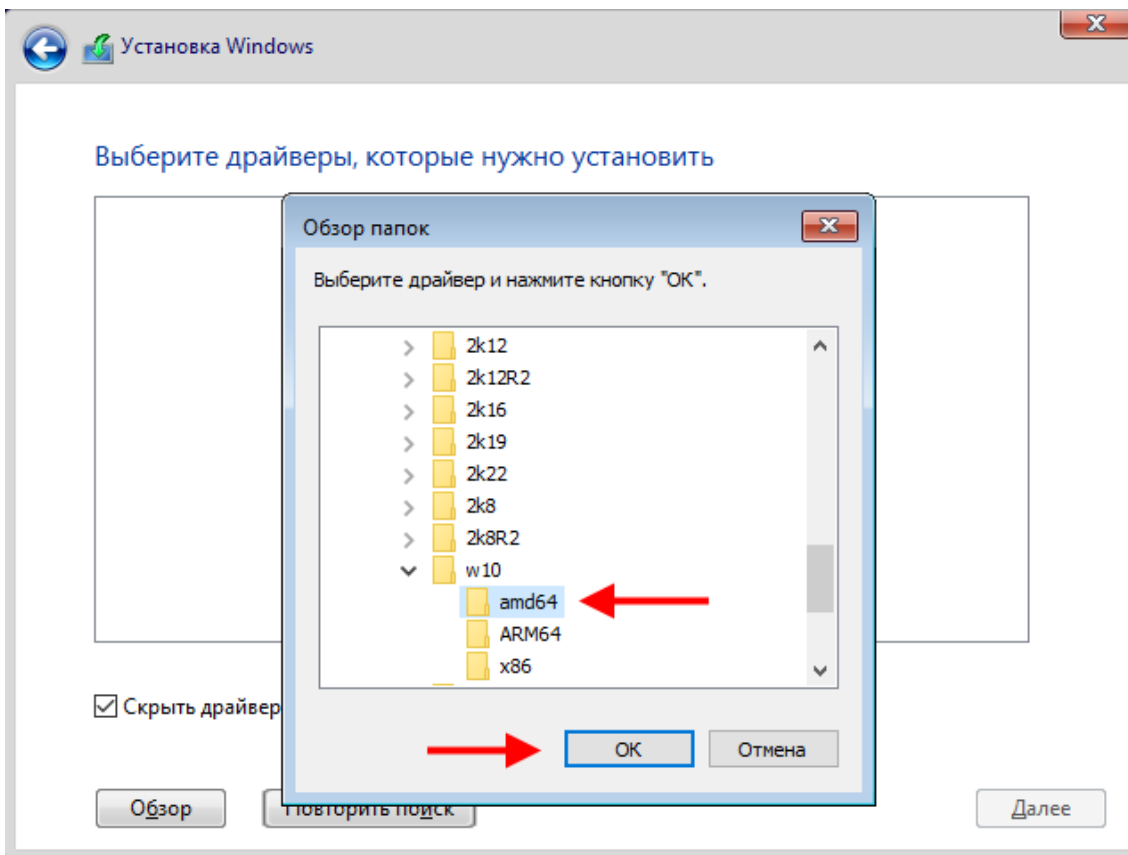 Установка Windows
Выберите драйверы, которые нужно установить
Обзор папок
Выберите драйвер и нажмите кнопку "ОК".
2k12
2k12R2
2k16
2k19
2k22
2k8
2k8R2
w10
amd64
ARM64
x86
Скрыть драйвер
ОК
Отмена
Обзор
Повторить поиск
Далее